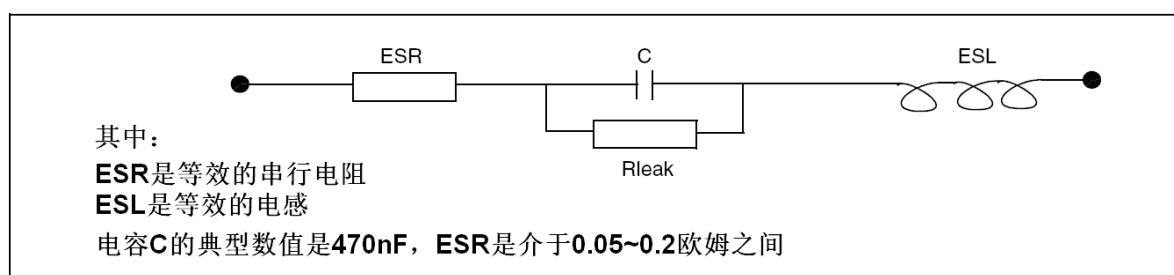 ESR
C
ESL
Rleak
其中：
ESR是等效的串行电阻
ESL是等效的电感
电容C的典型数值是470nF，ESR是介于0.05~0.2欧姆之间